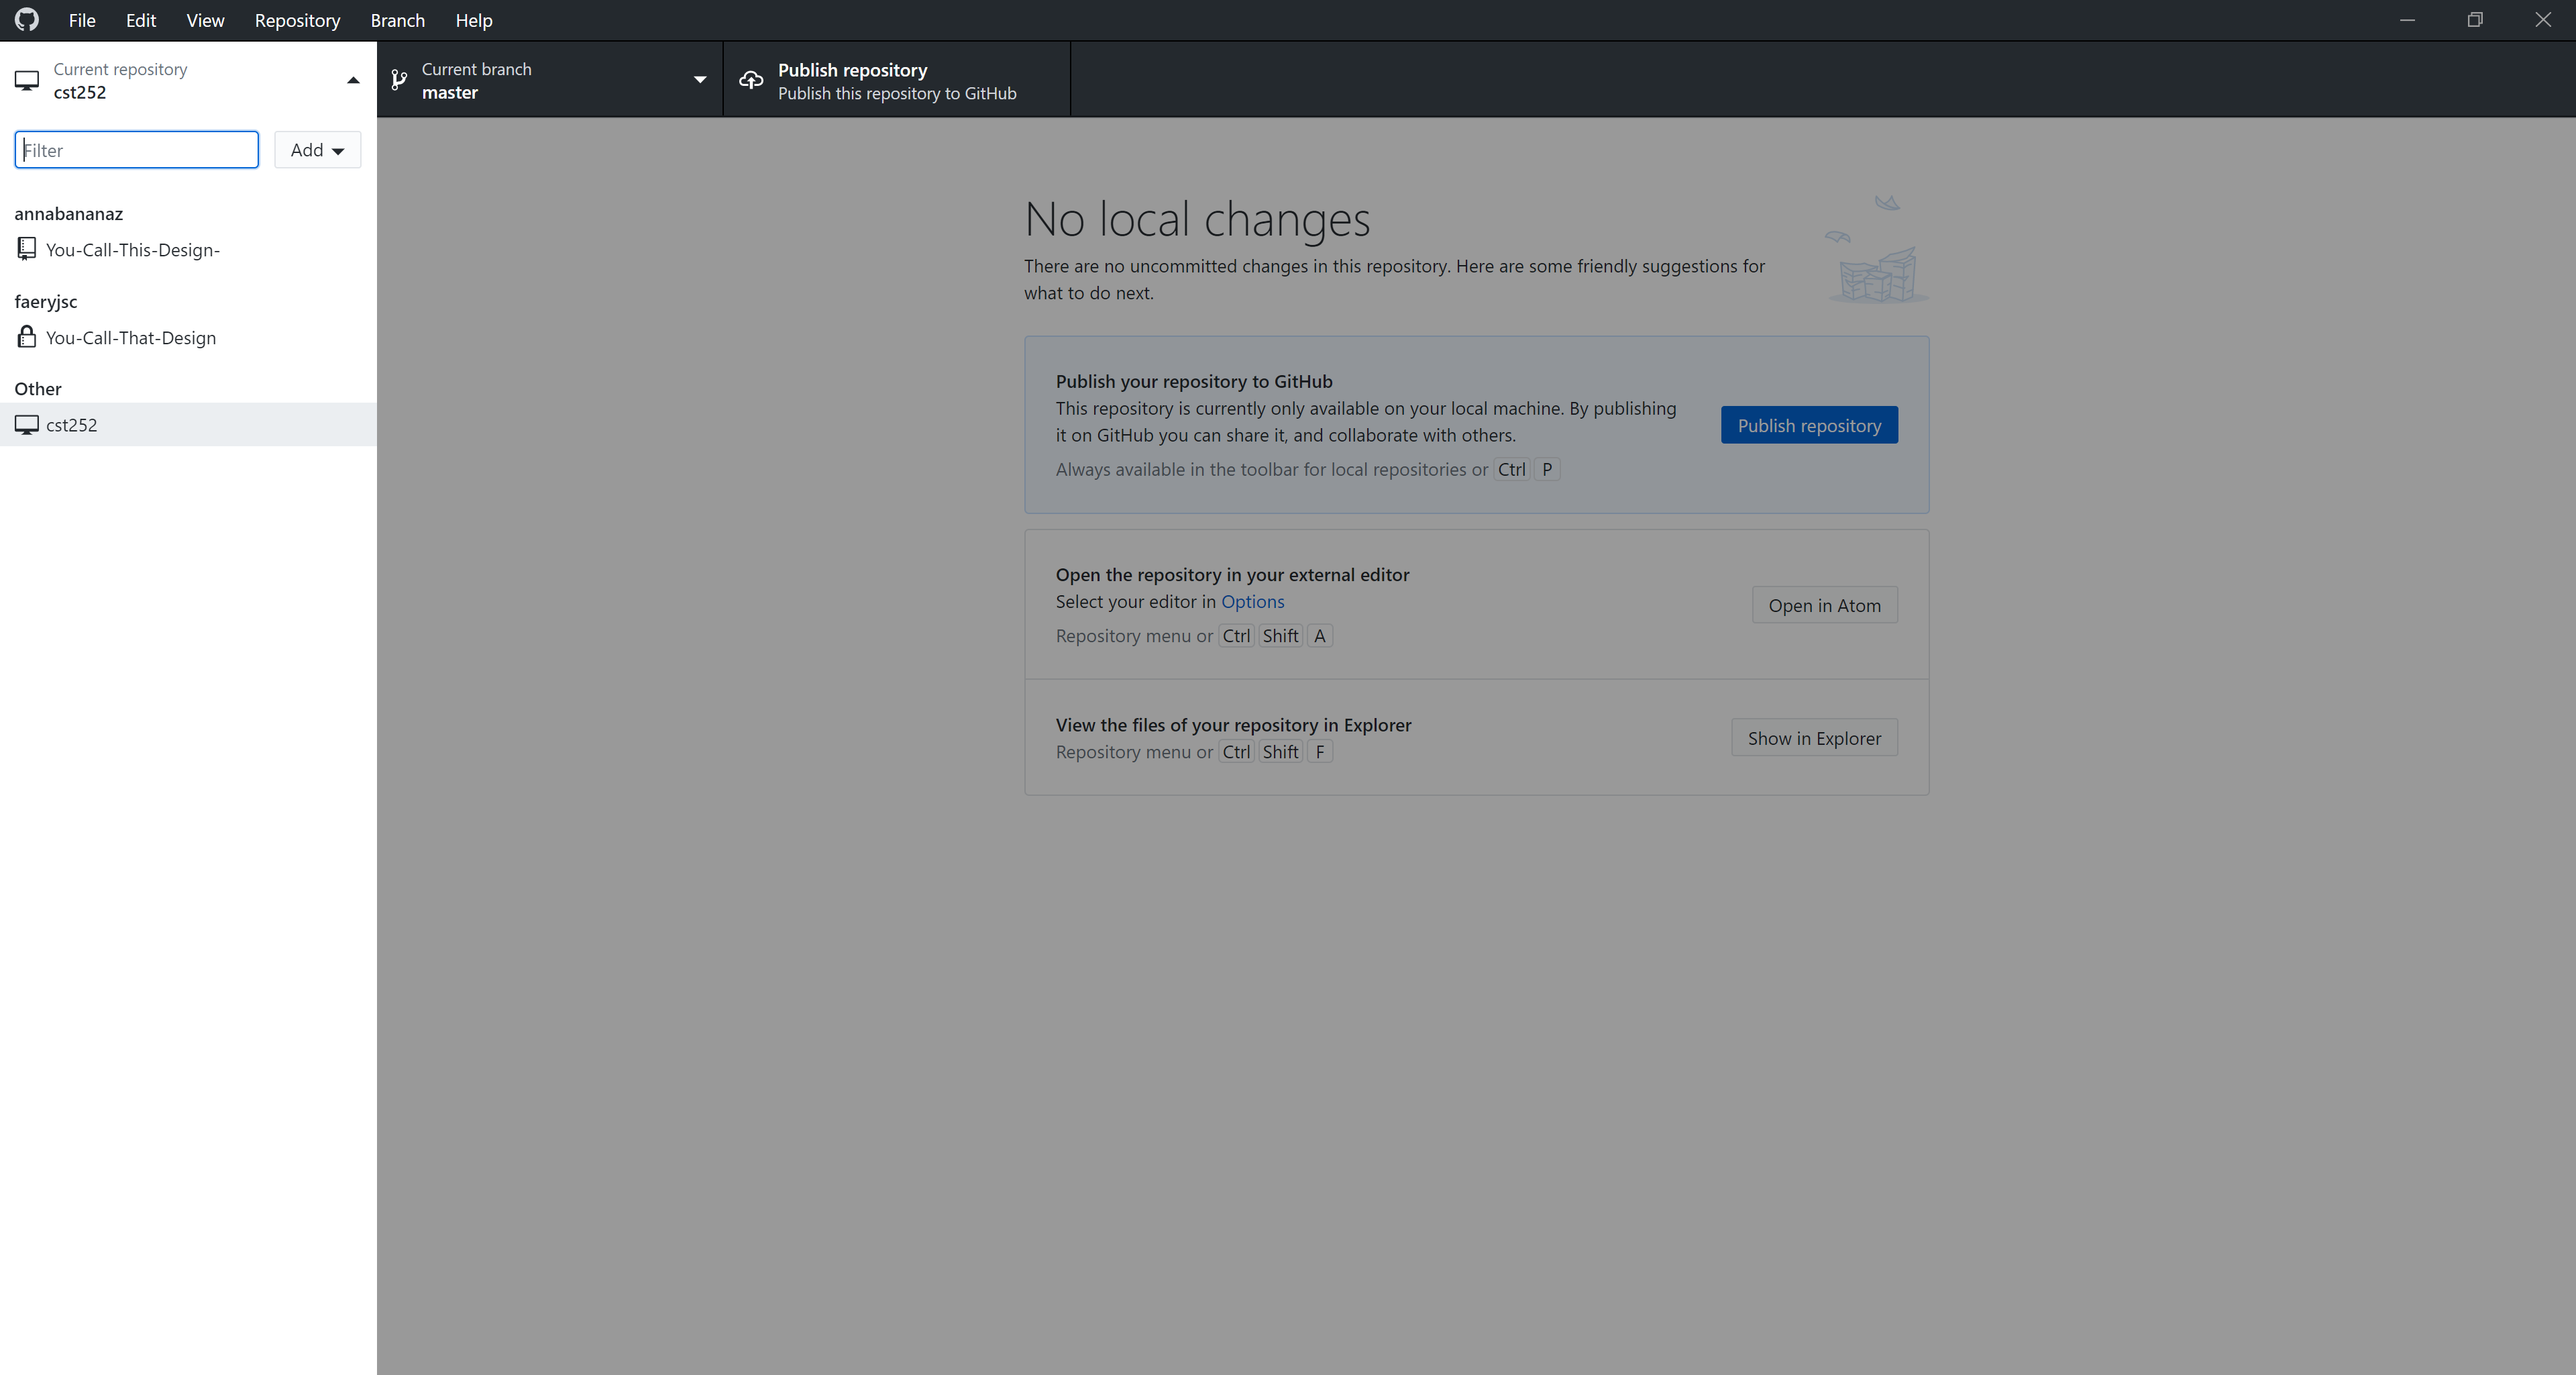 File Edit View Repository Branch Help
Current repository
cst252
Current branch
master
Publish repository
Publish this repository to GitHub
Filter
Add
annabananaz
You-Call-This-Design-
faeryjsc
You-Call-That-Design
Other
cst252
No local changes
There are no uncommitted changes in this repository. Here are some friendly suggestions for
what to do next.
Publish your repository to GitHub
This repository is currently only available on your local machine. By publishing
it on GitHub you can share it, and collaborate with others.
Always available in the toolbar for local repositories or Ctrl P
Publish repository
Open the repository in your external editor
Select your editor in Options
Repository menu or Ctrl Shift A
Open in Atom
View the files of your repository in Explorer
Repository menu or Ctrl Shift F
Show in Explorer